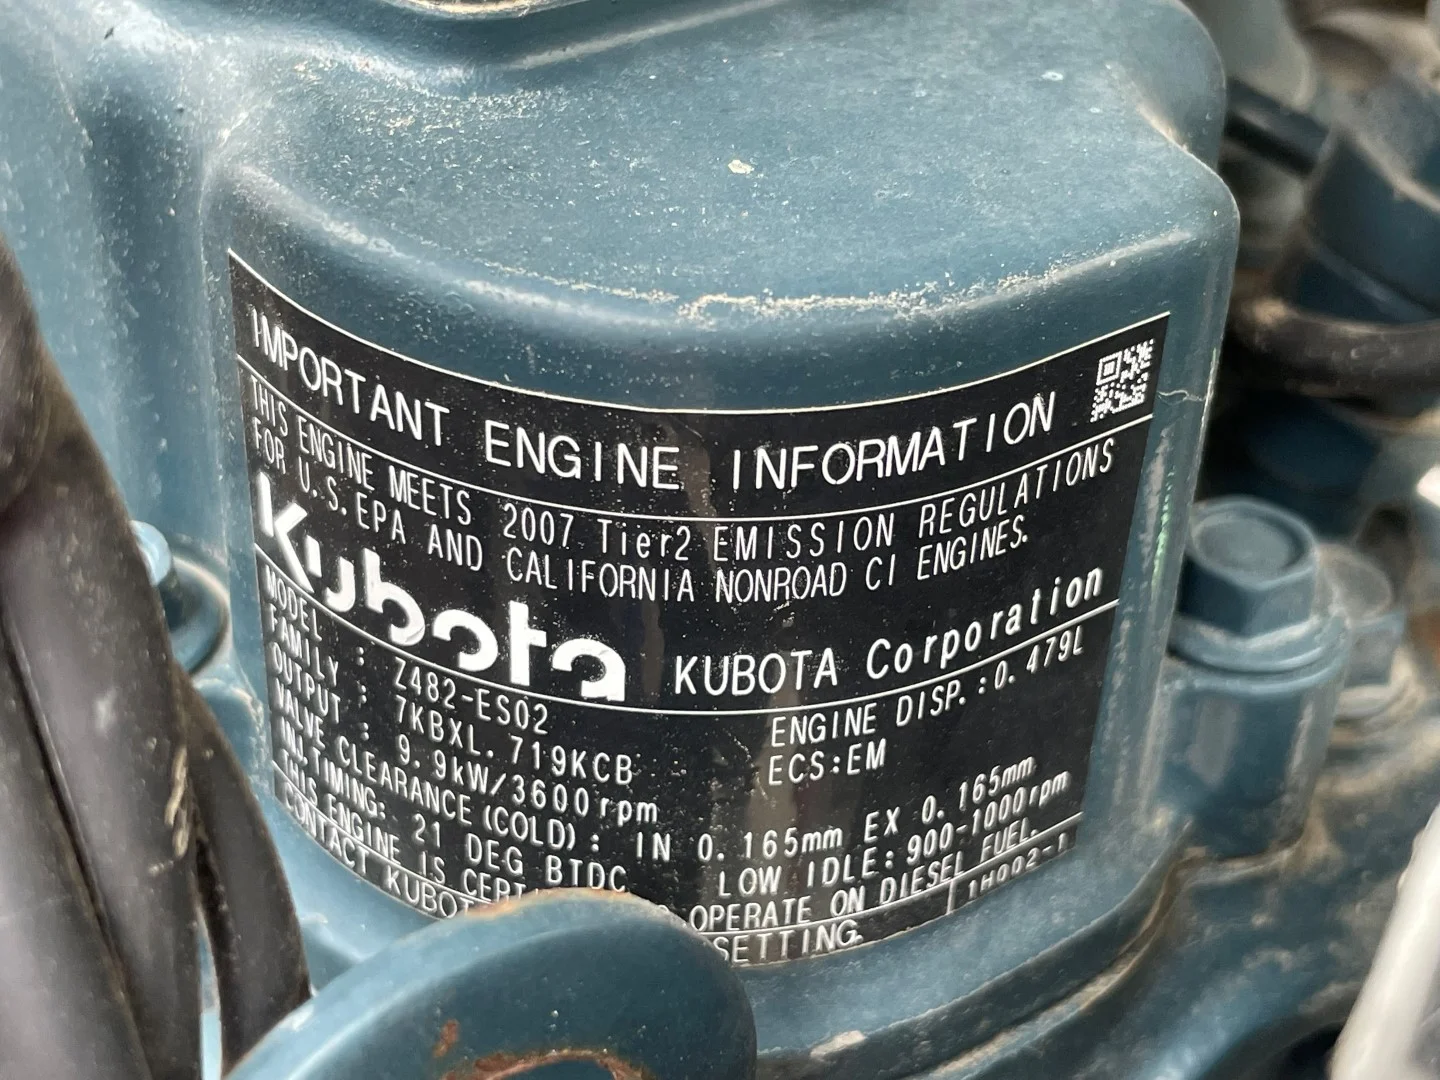 IMPORTANT ENGINE INFORMATION
THIS ENGINE MEETS 2007 Tier2 EMISSION REGULATIONS
FOR U.S.EPA AND CALIFORNIA NONROAD CI ENGINES.
Kubota KUBOTA Corporation
MODEL : Z482-ES02 ENGINE DISP. :0.479L
FAMILY : 7KBXL.719KCB ECS:EM
OUTPUT : 9.9kW/3600rpm
VALVE CLEARANCE(COLD): IN 0.165mm EX 0.165mm
INJ.TIMING: 21 DEG BTDC LOW IDLE:900-1000rpm
THIS ENGINE IS OPERATE ON DIESEL FUEL.
CONTACT SETTING. 1H002-1